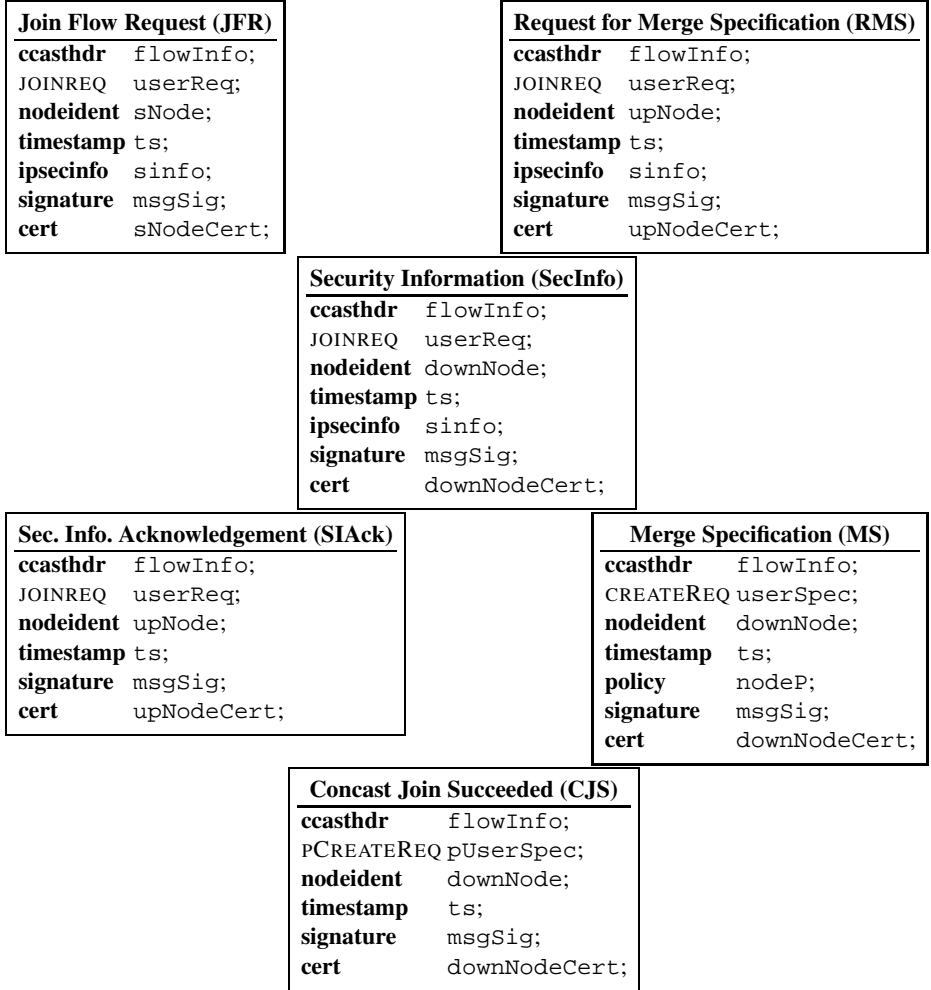 Join Flow Request (JFR)
ccasthdr flowInfo;
JOINREQ userReq;
nodeident sNode;
timestamp ts;
ipsecinfo sinfo;
signature msgSig;
cert sNodeCert;
Request for Merge Specification (RMS)
ccasthdr flowInfo;
JOINREQ userReq;
nodeident upNode;
timestamp ts;
ipsecinfo sinfo;
signature msgSig;
cert upNodeCert;
Security Information (SecInfo)
ccasthdr flowInfo;
JOINREQ userReq;
nodeident downNode;
timestamp ts;
ipsecinfo sinfo;
signature msgSig;
cert downNodeCert;
Sec. Info. Acknowledgement (SIAck)
ccasthdr flowInfo;
JOINREQ userReq;
nodeident upNode;
timestamp ts;
signature msgSig;
cert upNodeCert;
Merge Specification (MS)
ccasthdr flowInfo;
CREATEREQ userSpec;
nodeident downNode;
timestamp ts;
policy nodeP;
signature msgSig;
cert downNodeCert;
Concast Join Succeeded (CJS)
ccasthdr flowInfo;
PCREATEREQ pUserSpec;
nodeident downNode;
timestamp ts;
signature msgSig;
cert downNodeCert;